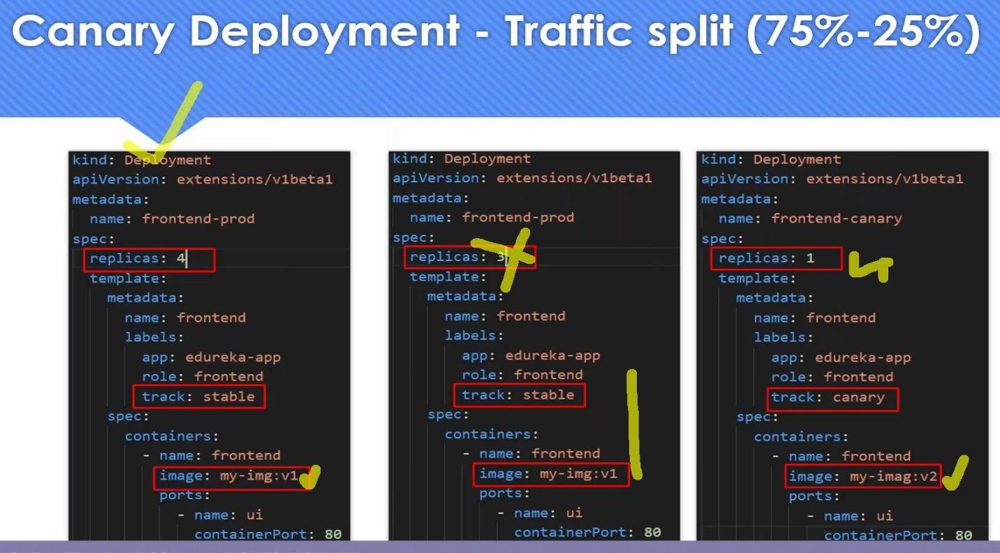 Canary Deployment - Traffic split (75%-25%)
kind: Deployment
apiVersion: extensions/v1beta1
metadata:
name: frontend-prod
spec:
replicas: 4
template:
metadata:
name: frontend
labels:
app: edureka-app
role: frontend
track: stable
spec:
containers:
- name: frontend
image: my-img:v1
ports:
- name: ui
containerPort: 80
kind: Deployment
apiVersion: extensions/v1beta1
metadata:
name: frontend-prod
spec:
replicas: 3
template:
metadata:
name: frontend
labels:
app: edureka-app
role: frontend
track: stable
spec:
containers:
- name: frontend
image: my-img:v1
ports:
- name: ui
containerPort: 80
kind: Deployment
apiVersion: extensions/v1beta1
metadata:
name: frontend-canary
spec:
replicas: 1
template:
metadata:
name: frontend
labels:
app: edureka-app
role: frontend
track: canary
spec:
containers:
- name: frontend
image: my-imag:v2
ports:
- name: ui
containerPort: 80